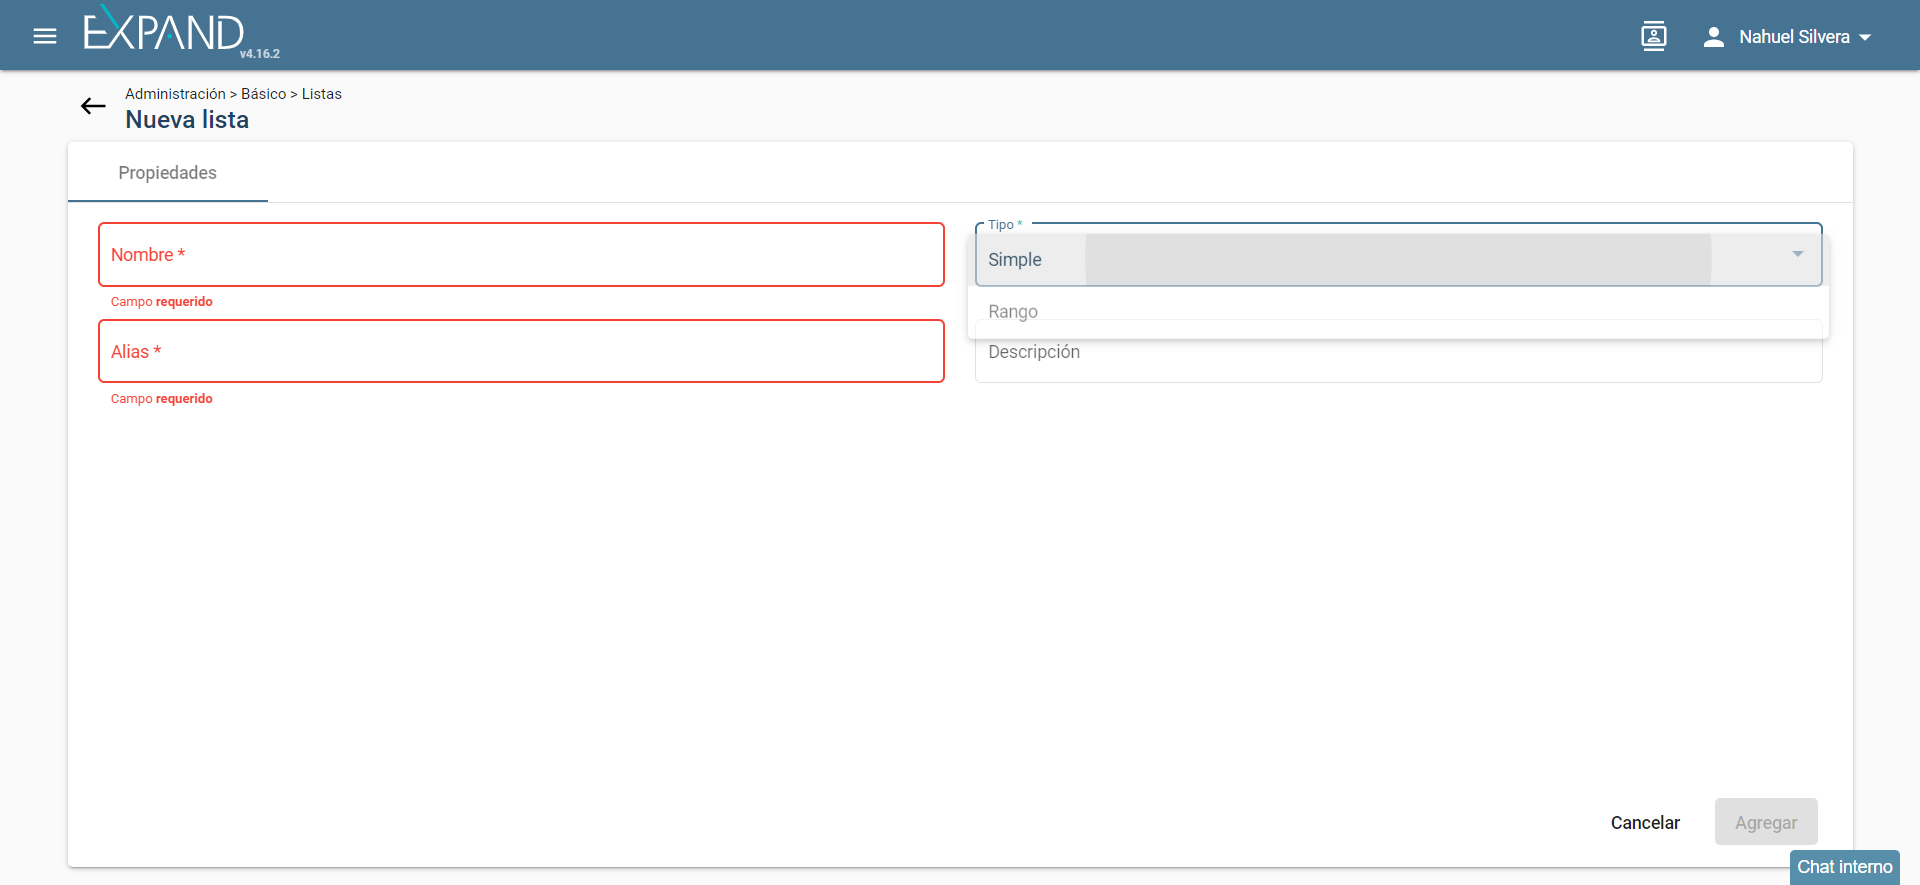 EXPAND
v4.16.2
Nahuel Silvera
Administración > Básico > Listas
Nueva lista
Propiedades
Nombre *
Campo requerido
Tipo *
Simple
Rango
Alias *
Campo requerido
Descripción
Cancelar
Agregar
Chat interno